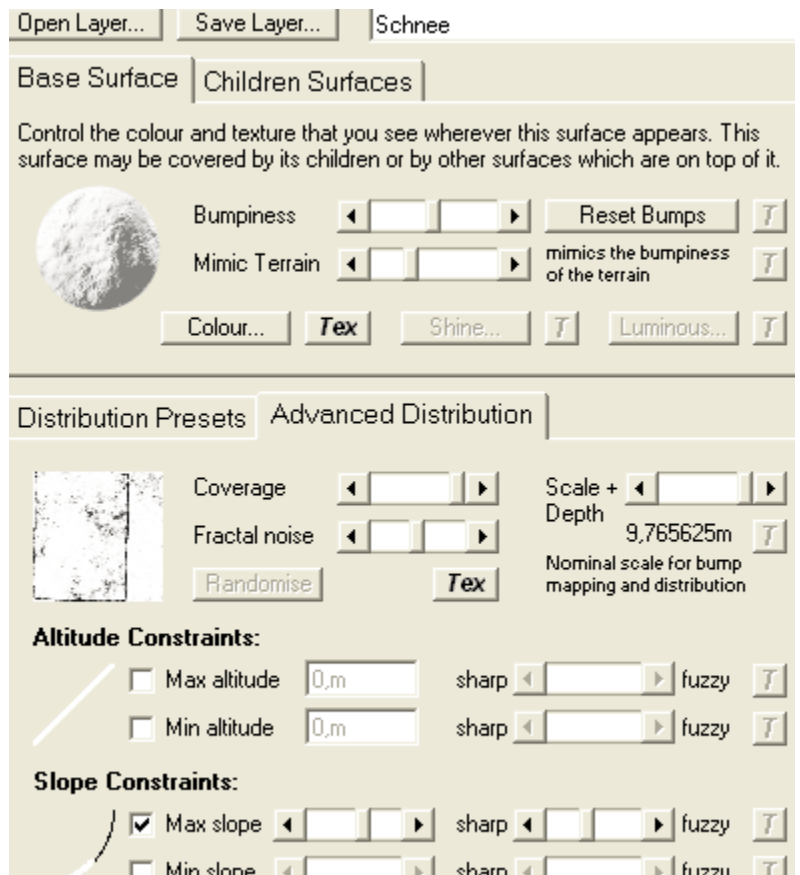 Open Layer... Save Layer... Schnee
Base Surface Children Surfaces
Control the colour and texture that you see wherever this surface appears. This
surface may be covered by its children or by other surfaces which are on top of it.
Bumpiness Reset Bumps T
Mimic Terrain mimics the bumpiness
of the terrain T
Colour... Tex Shine... T Luminous... T
Distribution Presets Advanced Distribution
Coverage Scale +
Depth
Fractal noise 9,765625m T
Randomise Tex Nominal scale for bump
mapping and distribution
Altitude Constraints:
Max altitude 0,m sharp fuzzy T
Min altitude 0,m sharp fuzzy T
Slope Constraints:
Max slope sharp fuzzy T
Min slope sharp fuzzy T